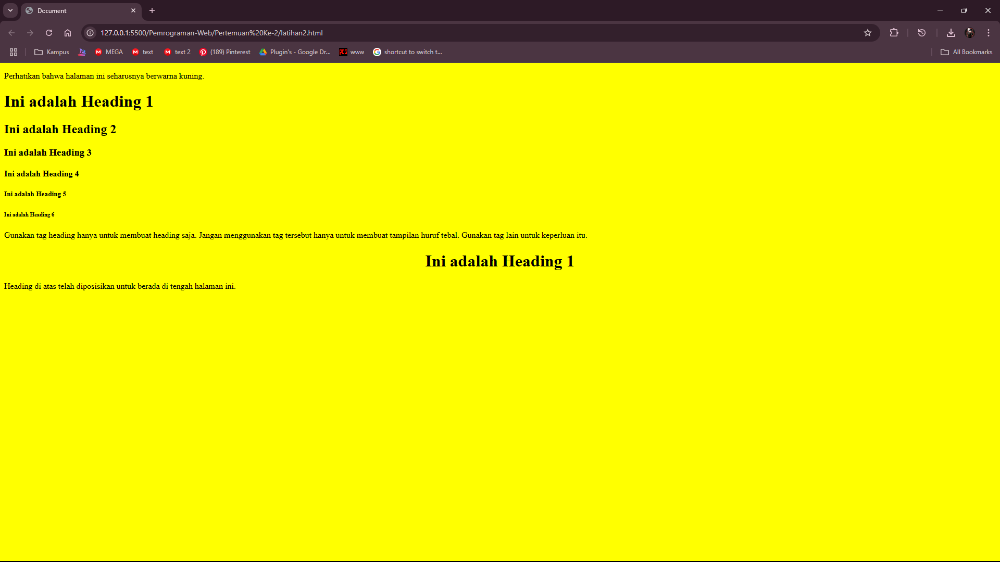 Document
127.0.0.1:5500/Pemrograman-Web/Pertemuan%20Ke-2/latihan2.html
Kampus MEGA text text 2 (189) Pinterest Plugin's - Google Dr... PDG www shortcut to switch t... All Bookmarks
Perhatikan bahwa halaman ini seharusnya berwarna kuning.
Ini adalah Heading 1
Ini adalah Heading 2
Ini adalah Heading 3
Ini adalah Heading 4
Ini adalah Heading 5
Ini adalah Heading 6
Gunakan tag heading hanya untuk membuat heading saja. Jangan menggunakan tag tersebut hanya untuk membuat tampilan huruf tebal. Gunakan tag lain untuk keperluan itu.
Ini adalah Heading 1
Heading di atas telah diposisikan untuk berada di tengah halaman ini.